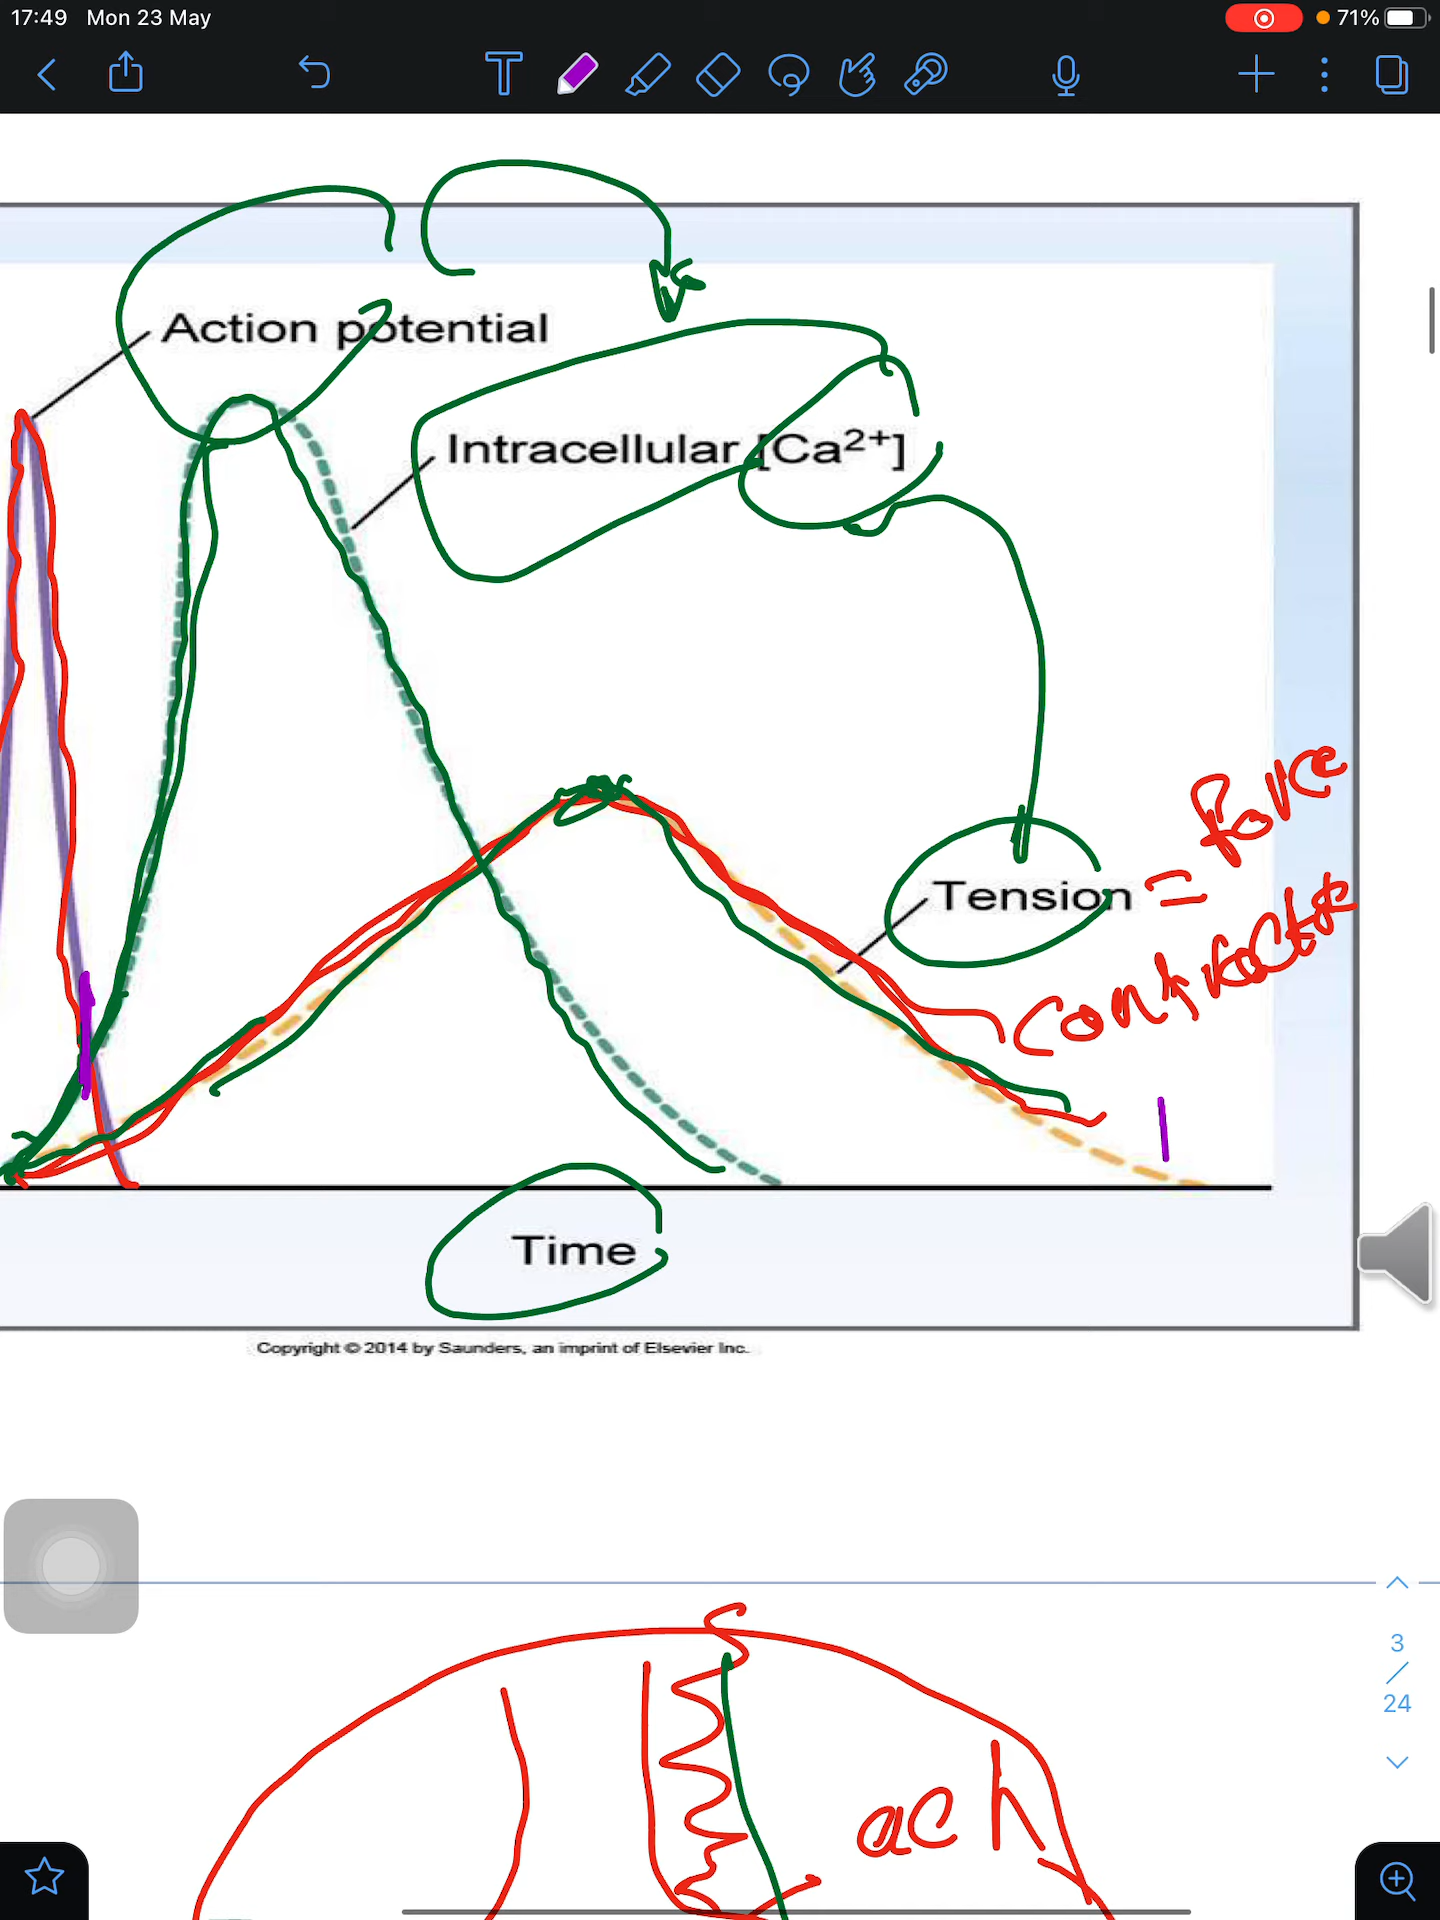 17:49 Mon 23 May
71%
Action potential
Intracellular [Ca²⁺]
Tension = force
contract
Time
Copyright © 2014 by Saunders, an imprint of Elsevier Inc.
3
/
24
ach